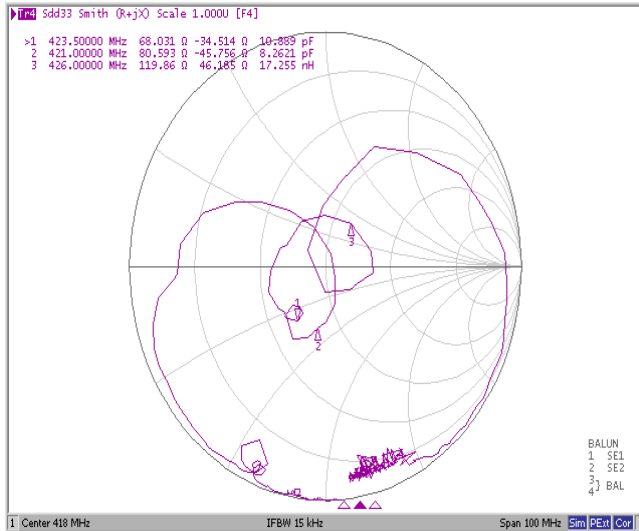 Tr4 Sdd33 Smith (R+jX) Scale 1.000U [F4]
>1 423.50000 MHz 68.031 Ω -34.514 Ω 10.889 pF
2 421.00000 MHz 80.593 Ω -45.756 Ω 8.2621 pF
3 426.00000 MHz 119.86 Ω 46.185 Ω 17.255 nH
3
1
2
BALUN
1 SE1
2 SE2
3
4} BAL
1 Center 418 MHz IFBW 15 kHz Span 100 MHz Sim PExt Cor